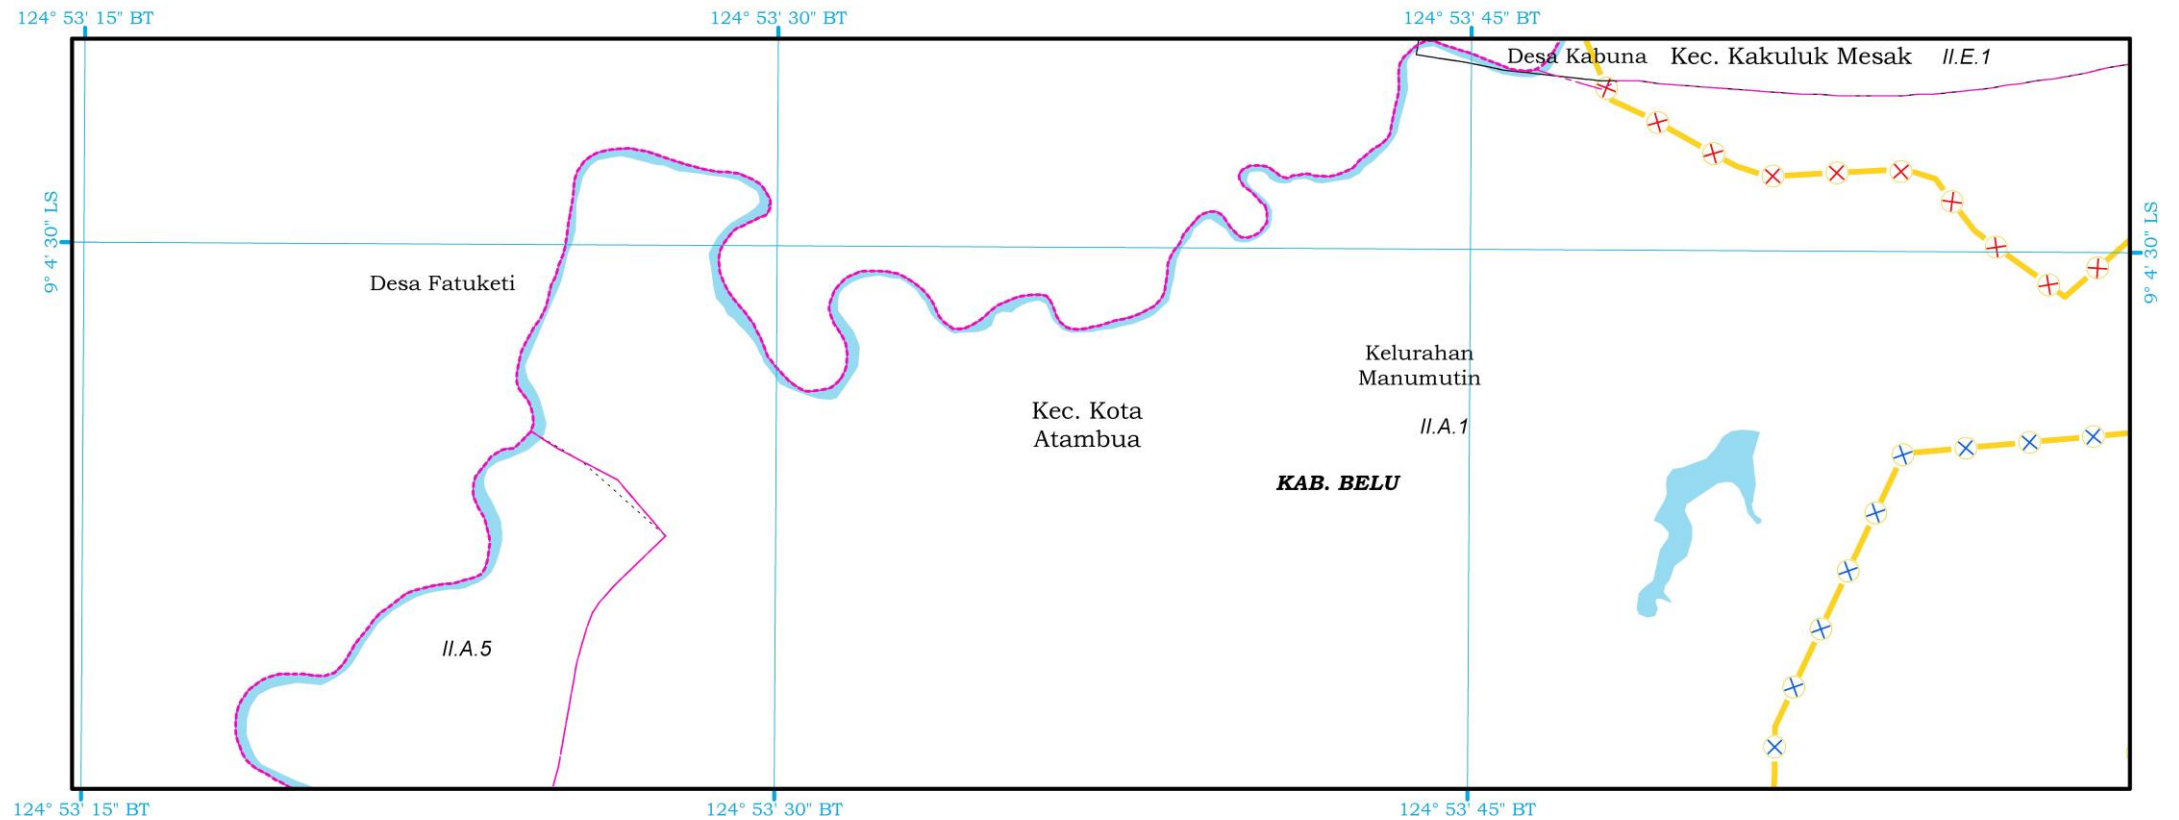 124° 53' 15" BT
124° 53' 30" BT
124° 53' 45" BT
Desa Kabuna
Kec. Kakuluk Mesak
II.E.1
9° 4' 30" LS
9° 4' 30" LS
Desa Fatuketi
Kelurahan
Manumutin
Kec. Kota
Atambua
II.A.1
KAB. BELU
II.A.5
124° 53' 15" BT
124° 53' 30" BT
124° 53' 45" BT